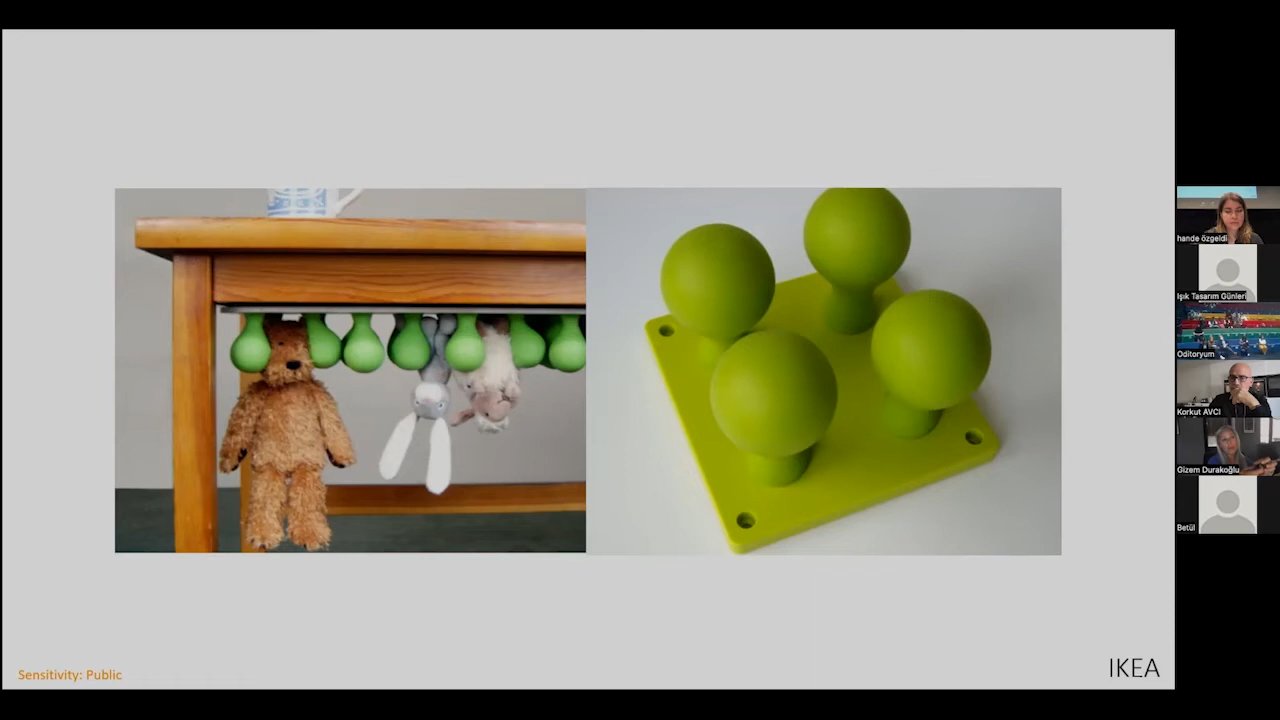 Sensitivity: Public
IKEA
hande özgeldi
Işık Tasarım Günleri
Oditoryum
Korkut AVCI
Gizem Durakoğlu
Betül